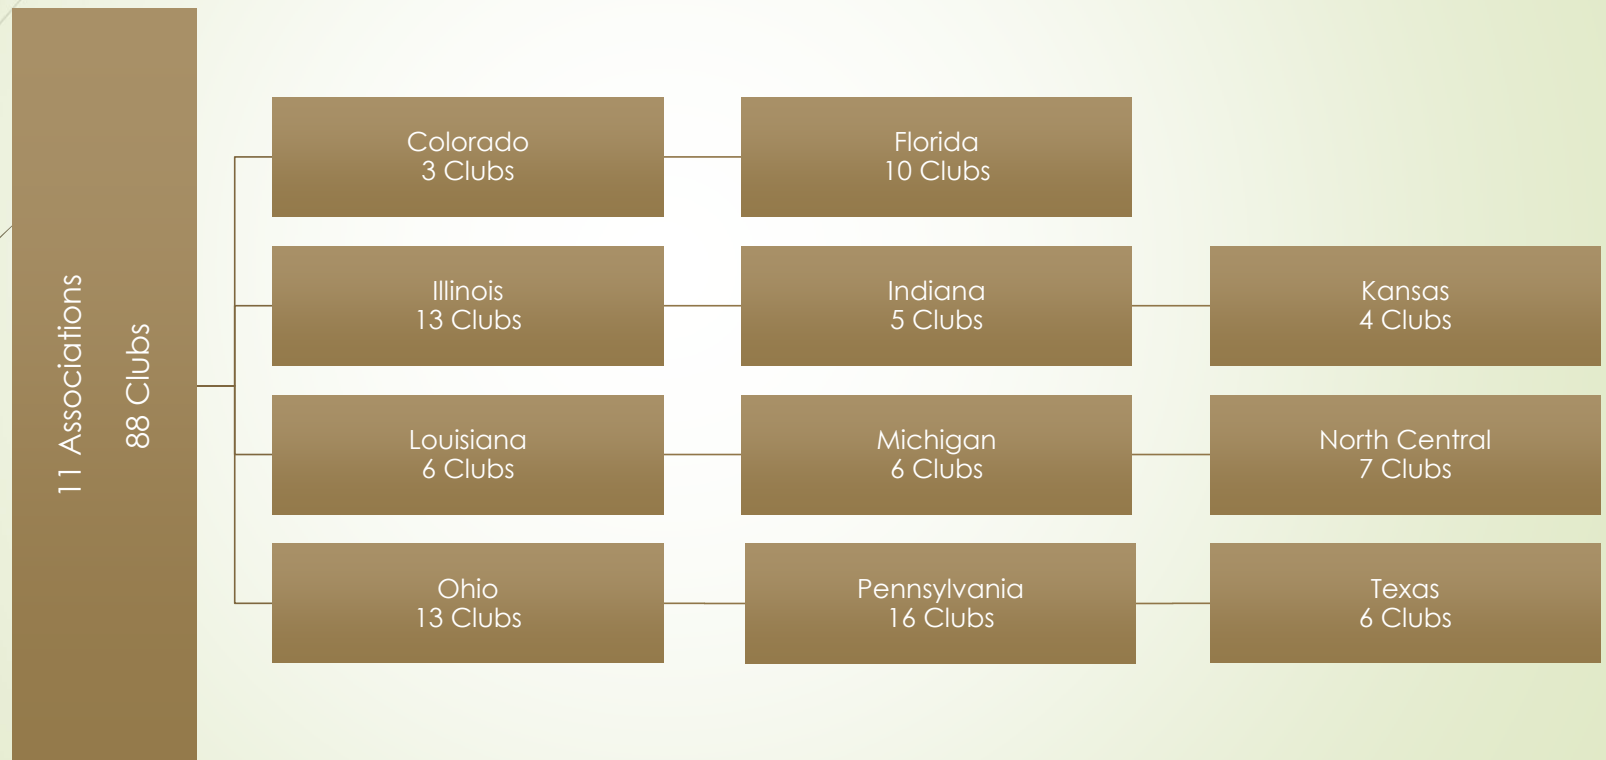 11 Associations
88 Clubs
Colorado
3 Clubs
Florida
10 Clubs
Illinois
13 Clubs
Indiana
5 Clubs
Kansas
4 Clubs
Louisiana
6 Clubs
Michigan
6 Clubs
North Central
7 Clubs
Ohio
13 Clubs
Pennsylvania
16 Clubs
Texas
6 Clubs